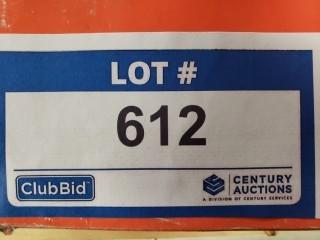 LOT #
612
ClubBid
CENTURY
AUCTIONS
A DIVISION OF CENTURY SERVICES